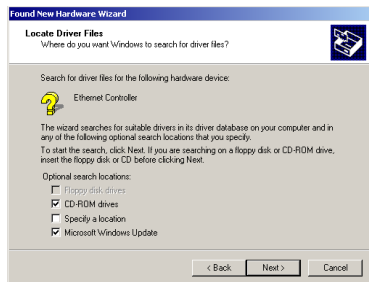 Found New Hardware Wizard
Locate Driver Files
Where do you want Windows to search for driver files?
Search for driver files for the following hardware device:
Ethernet Controller
The wizard searches for suitable drivers in its driver database on your computer and in
any of the following optional search locations that you specify.
To start the search, click Next. If you are searching on a floppy disk or CD-ROM drive,
insert the floppy disk or CD before clicking Next.
Optional search locations:
Floppy disk drives
CD-ROM drives
Specify a location
Microsoft Windows Update
< Back
Next >
Cancel